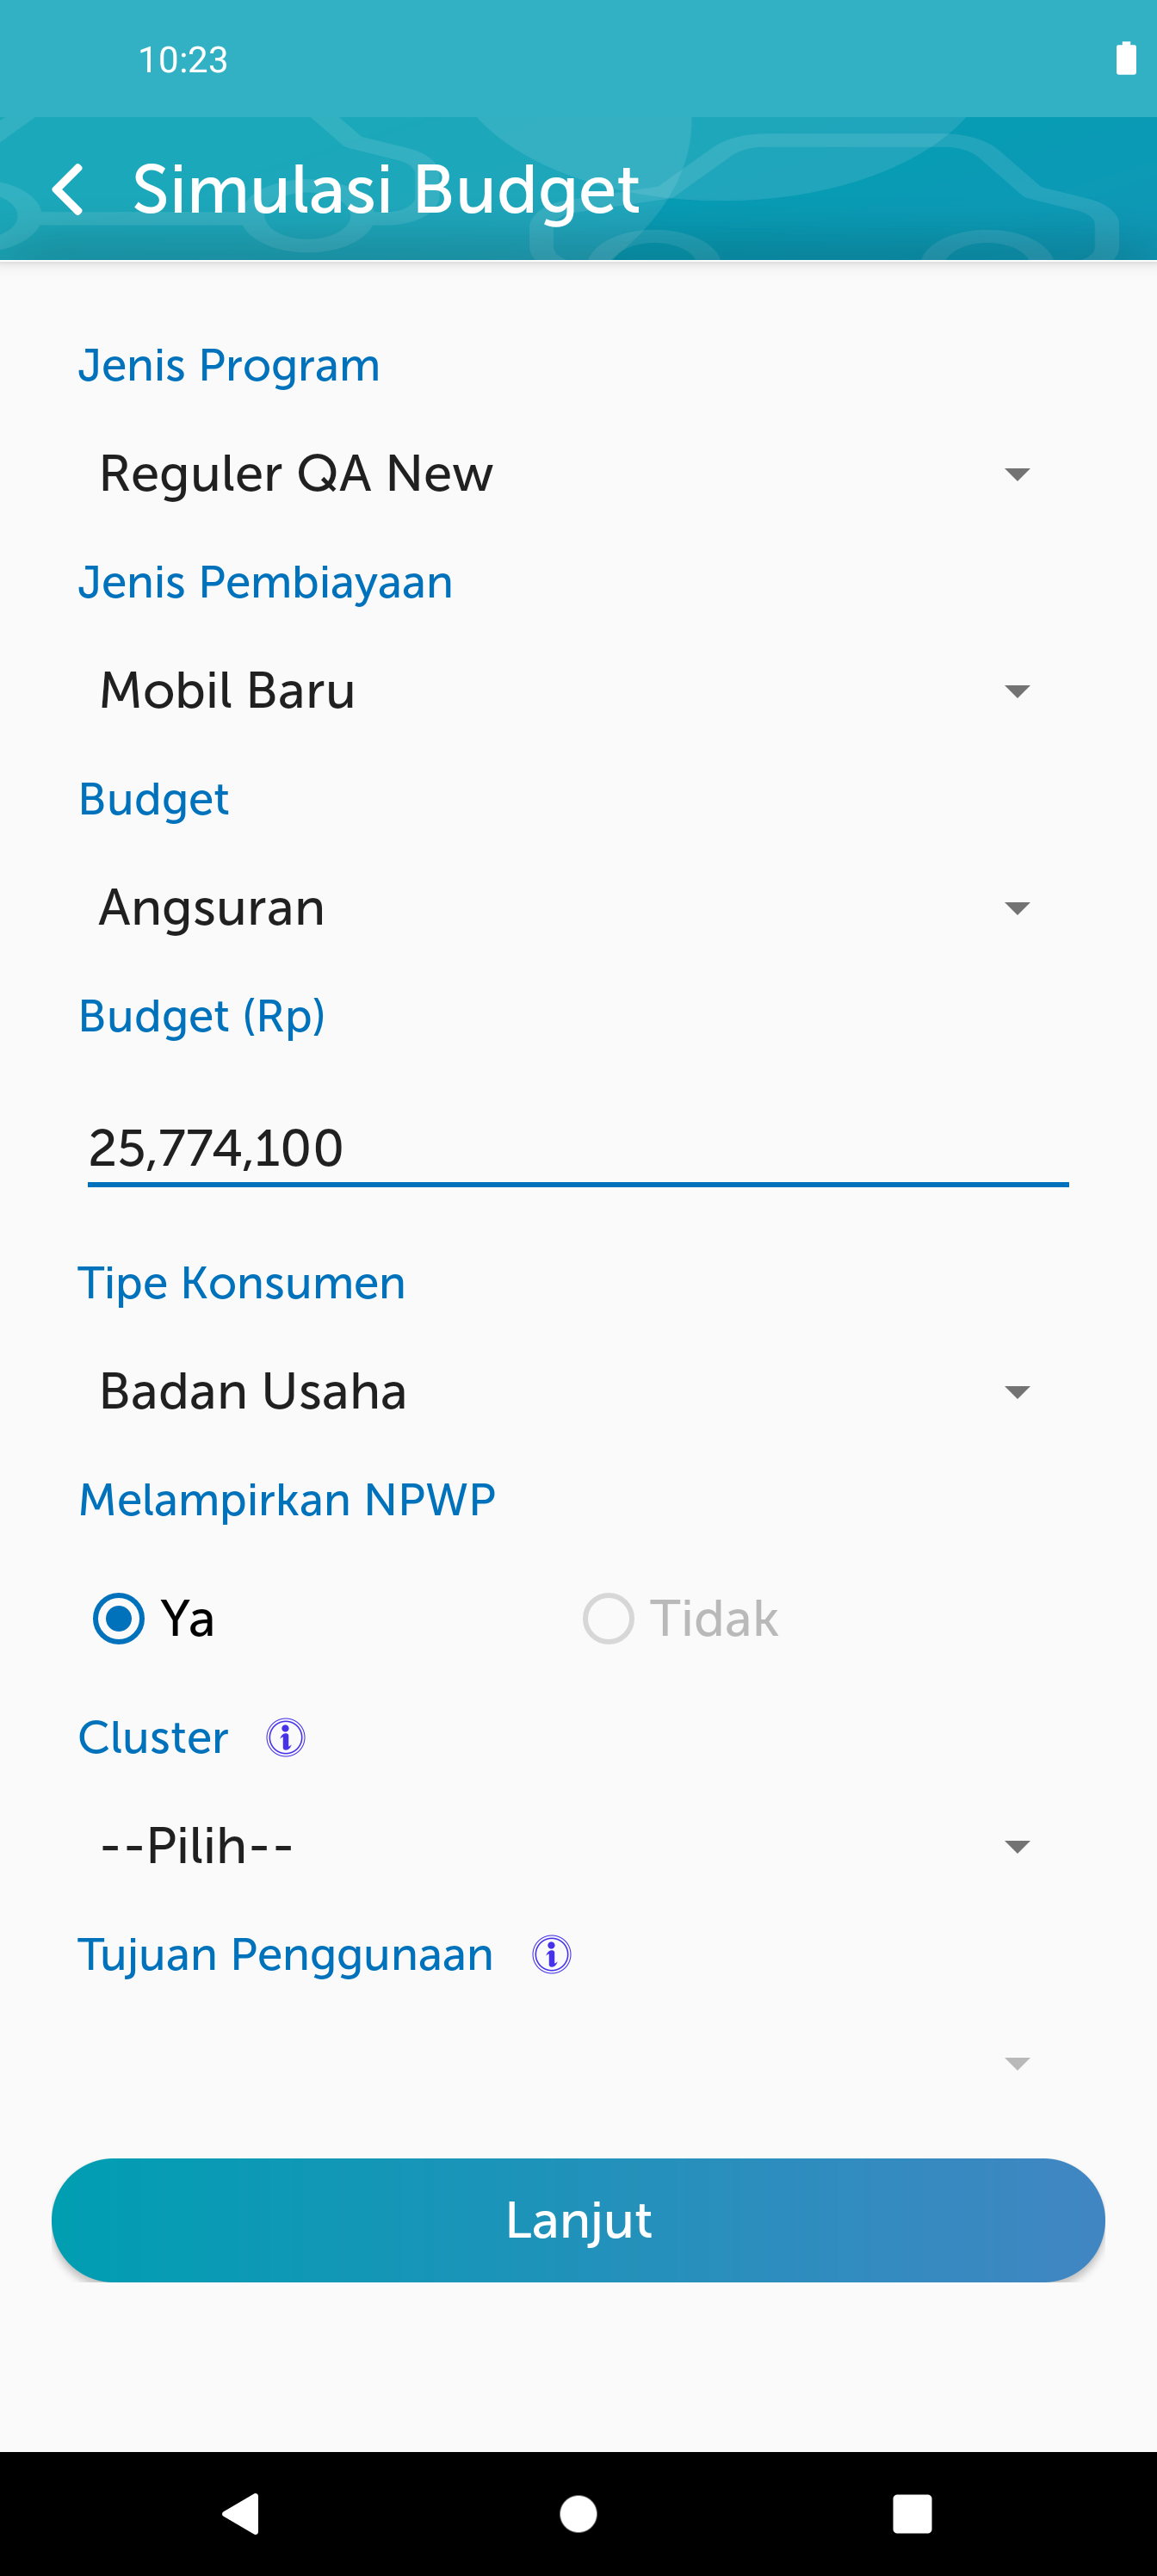 10:23
Simulasi Budget
Jenis Program
Reguler QA New
Jenis Pembiayaan
Mobil Baru
Budget
Angsuran
Budget (Rp)
25,774,100
Tipe Konsumen
Badan Usaha
Melampirkan NPWP
Ya Tidak
Cluster
--Pilih--
Tujuan Penggunaan
Lanjut